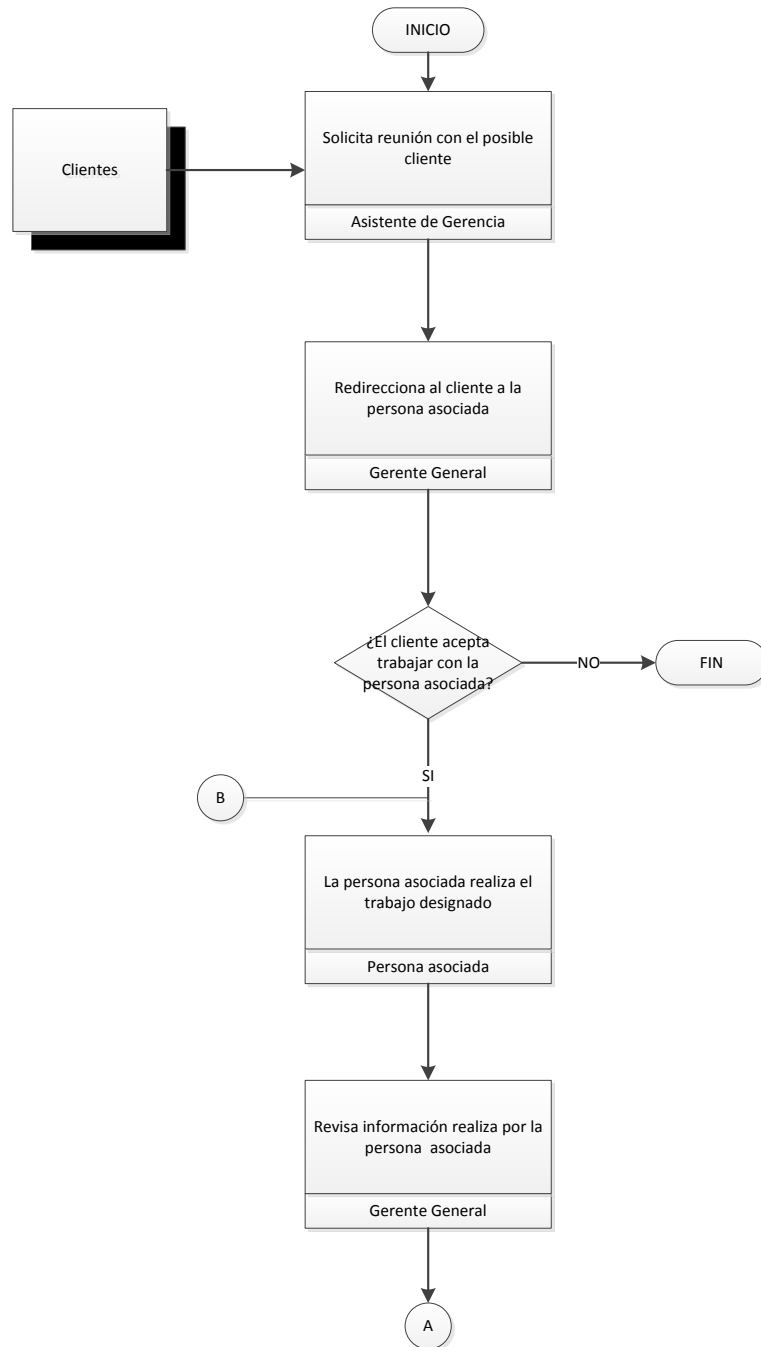 INICIO
Clientes
Solicita reunión con el posible
cliente
Asistente de Gerencia
Redirecciona al cliente a la
persona asociada
Gerente General
¿El cliente acepta
trabajar con la
persona asociada?
NO
FIN
SI
B
La persona asociada realiza el
trabajo designado
Persona asociada
Revisa información realiza por la
persona  asociada
Gerente General
A